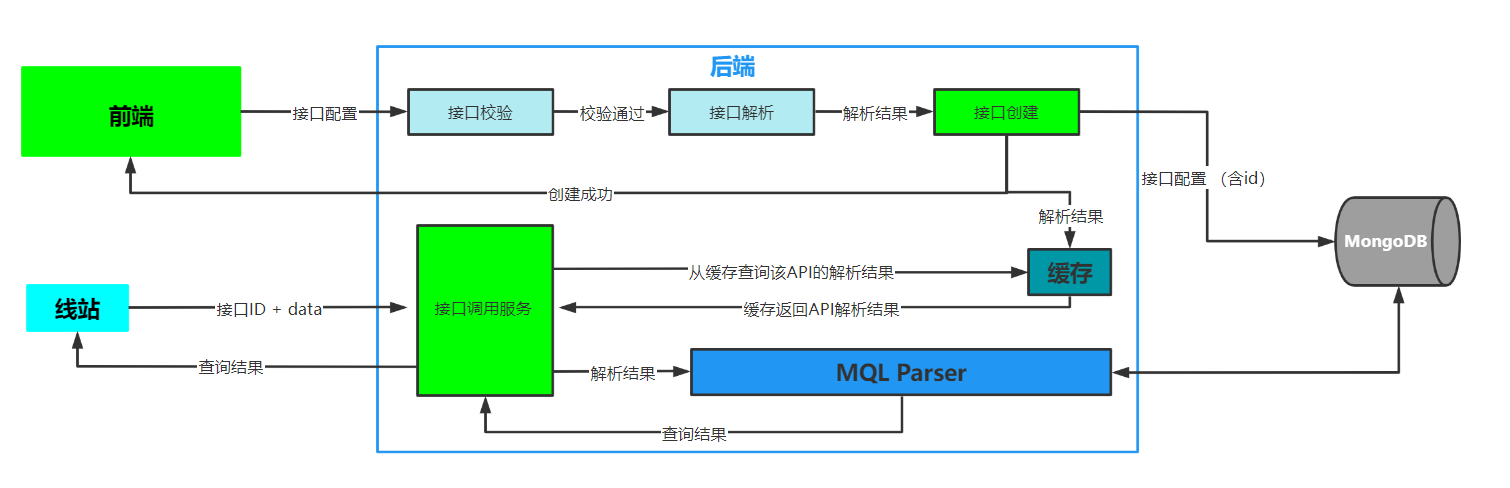 后端
前端
接口配置
接口校验
校验通过
接口解析
解析结果
接口创建
接口配置 （含id）
创建成功
解析结果
MongoDB
从缓存查询该API的解析结果
缓存
线站
接口ID + data
接口调用服务
缓存返回API解析结果
查询结果
解析结果
MQL Parser
查询结果